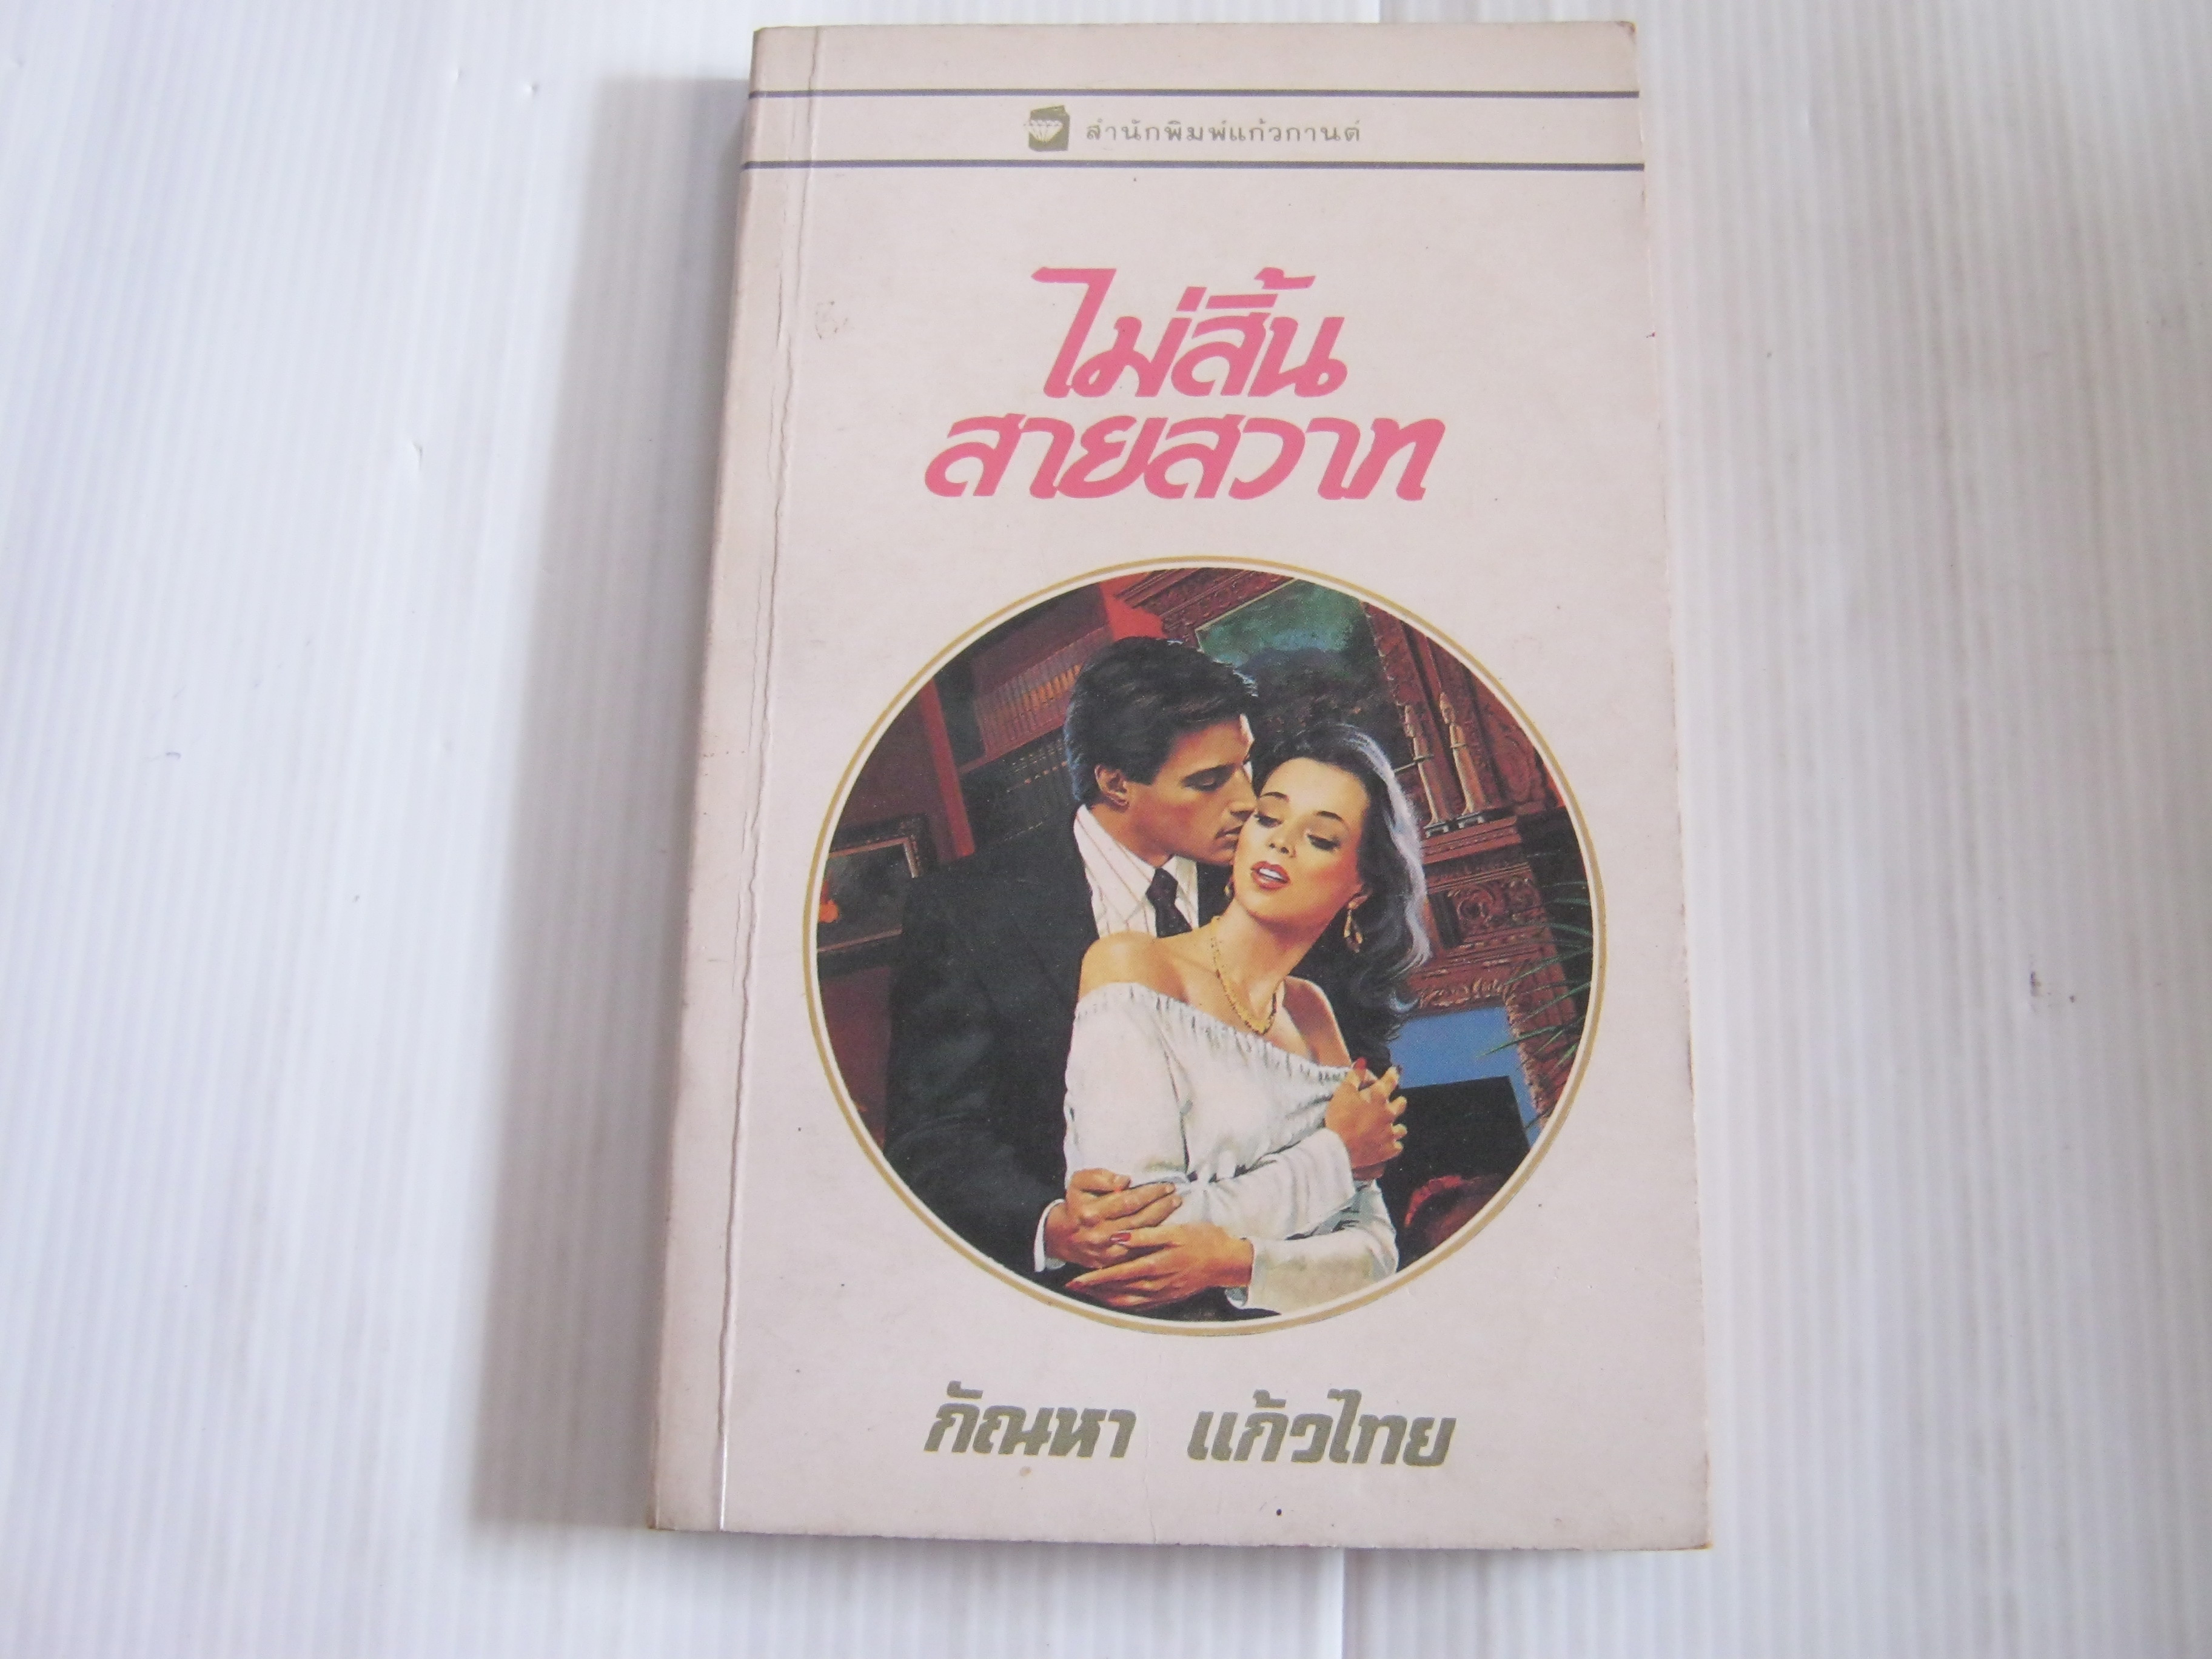 สำนักพิมพ์แก้วกานต์
ไม่สิ้น
สายสวาท
กัณหา แก้วไทย